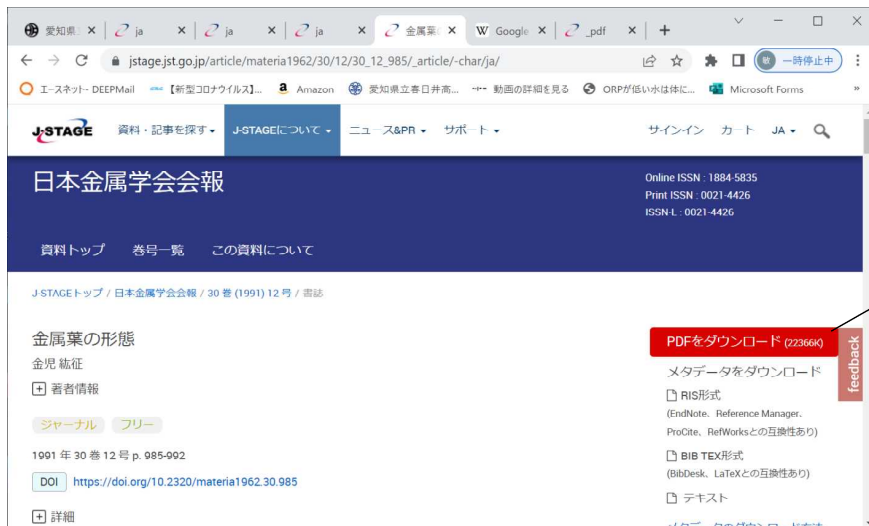 愛知県 ja ja ja 金属葉の Google _pdf
jstage.jst.go.jp/article/materia1962/30/12/30_12_985/_article/-char/ja/ 敏 一時停止中
エースネット- DEEPMail 【新型コロナウイルス】... Amazon 愛知県立春日井高... 動画の詳細を見る ORPが低い水は体に... Microsoft Forms »
J-STAGE 資料・記事を探す J-STAGEについて ニュース&PR サポート サインイン カート JA
日本金属学会会報
Online ISSN : 1884-5835
Print ISSN : 0021-4426
ISSN-L : 0021-4426
資料トップ 巻号一覧 この資料について
J-STAGEトップ / 日本金属学会会報 / 30 巻 (1991) 12 号 / 書誌
金属葉の形態
金児 紘征
著者情報
ジャーナル フリー
1991 年 30 巻 12 号 p. 985-992
DOI https://doi.org/10.2320/materia1962.30.985
詳細
PDFをダウンロード (22366K)
メタデータをダウンロード
RIS形式
(EndNote、Reference Manager、
ProCite、RefWorksとの互換性あり)
BIB TEX形式
(BibDesk、LaTeXとの互換性あり)
テキスト
feedback